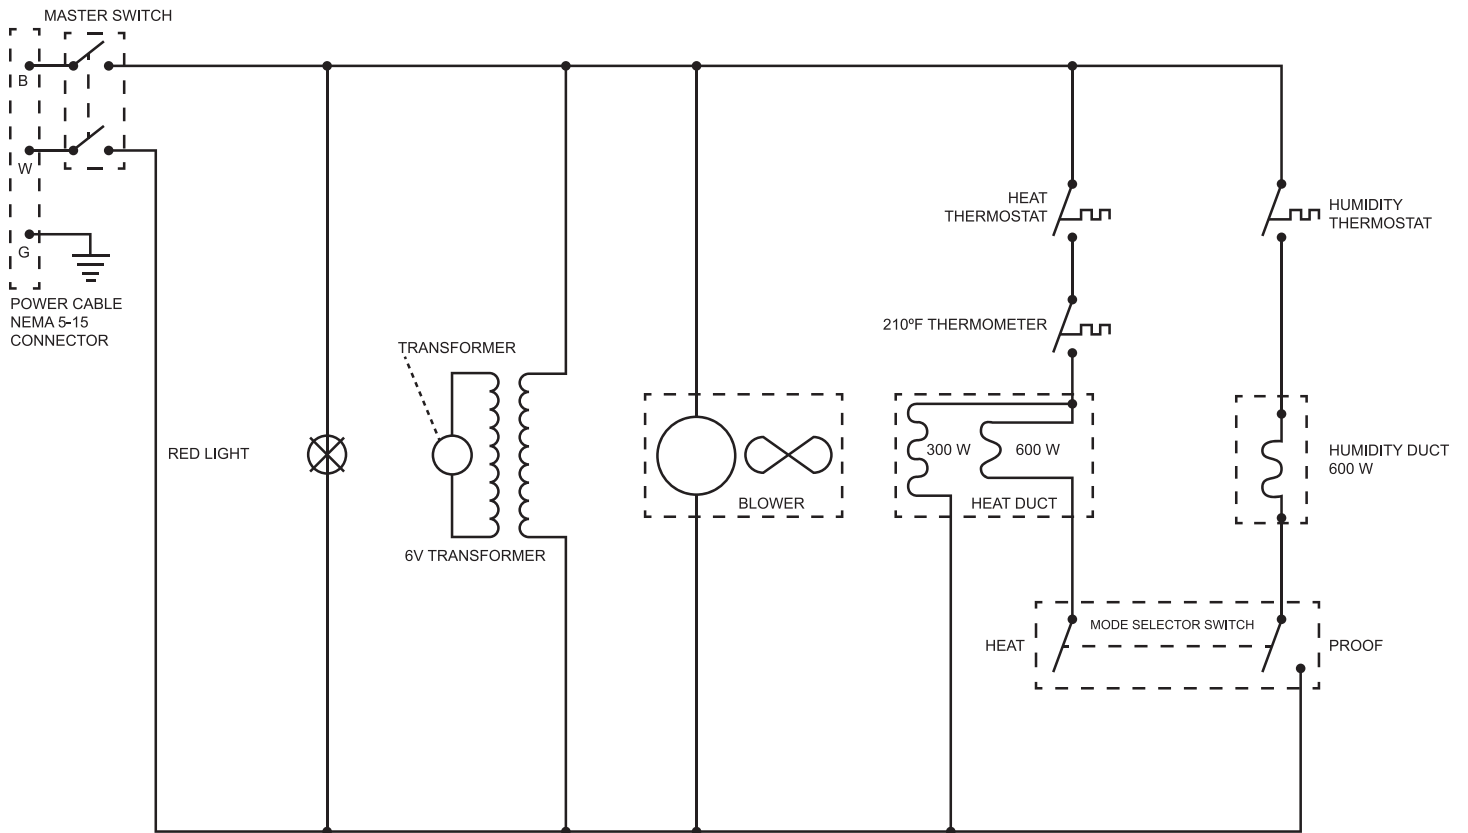 MASTER SWITCH
B
W
G
POWER CABLE
NEMA 5-15
CONNECTOR
RED LIGHT
TRANSFORMER
6V TRANSFORMER
BLOWER
HEAT
THERMOSTAT
210ºF THERMOMETER
300 W
600 W
HEAT DUCT
HUMIDITY
THERMOSTAT
HUMIDITY DUCT
600 W
HEAT
MODE SELECTOR SWITCH
PROOF